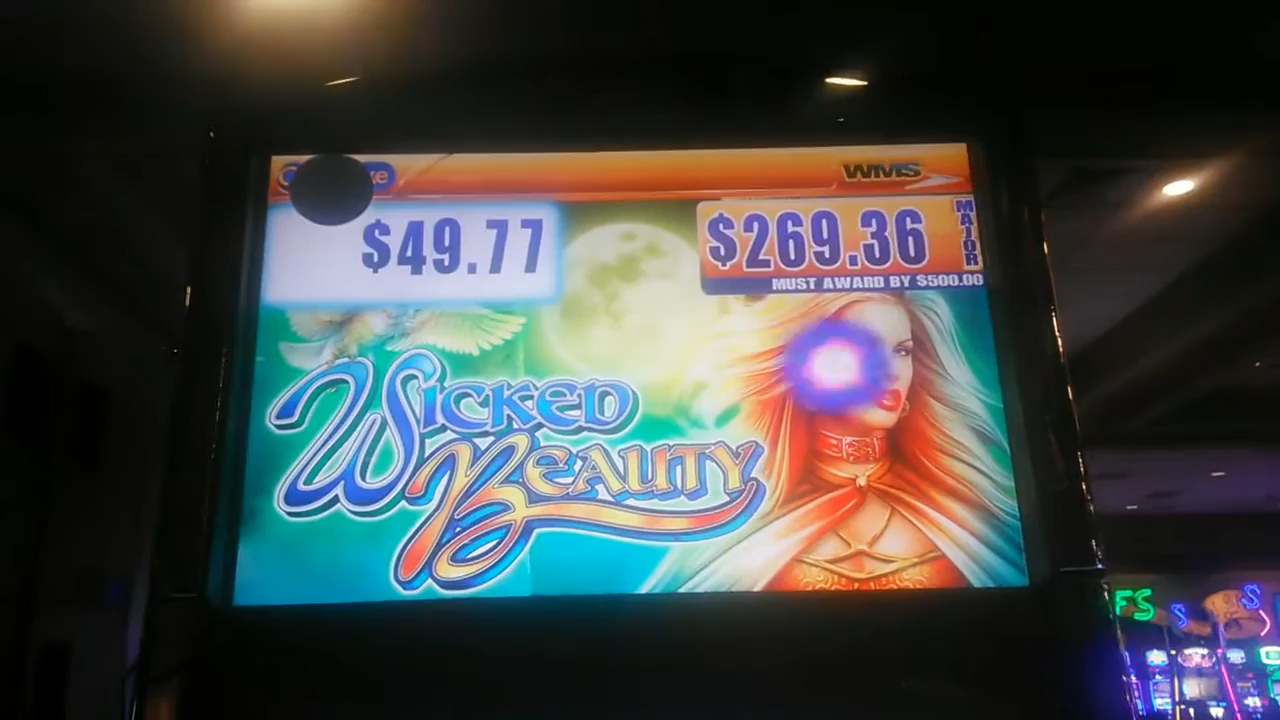 WMS
$49.77
$269.36
MAJOR
MUST AWARD BY $500.00
WICKED
BEAUTY
FS
S
S